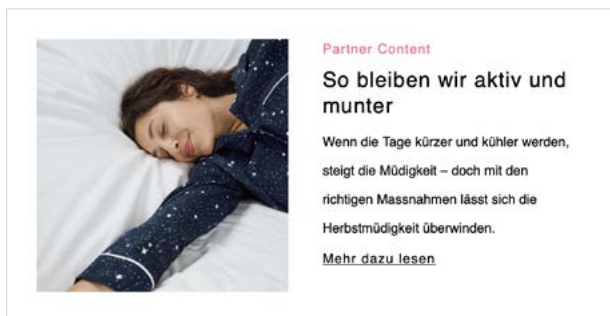 Partner Content
So bleiben wir aktiv und
munter
Wenn die Tage kürzer und kühler werden,
steigt die Müdigkeit – doch mit den
richtigen Massnahmen lässt sich die
Herbstmüdigkeit überwinden.
Mehr dazu lesen